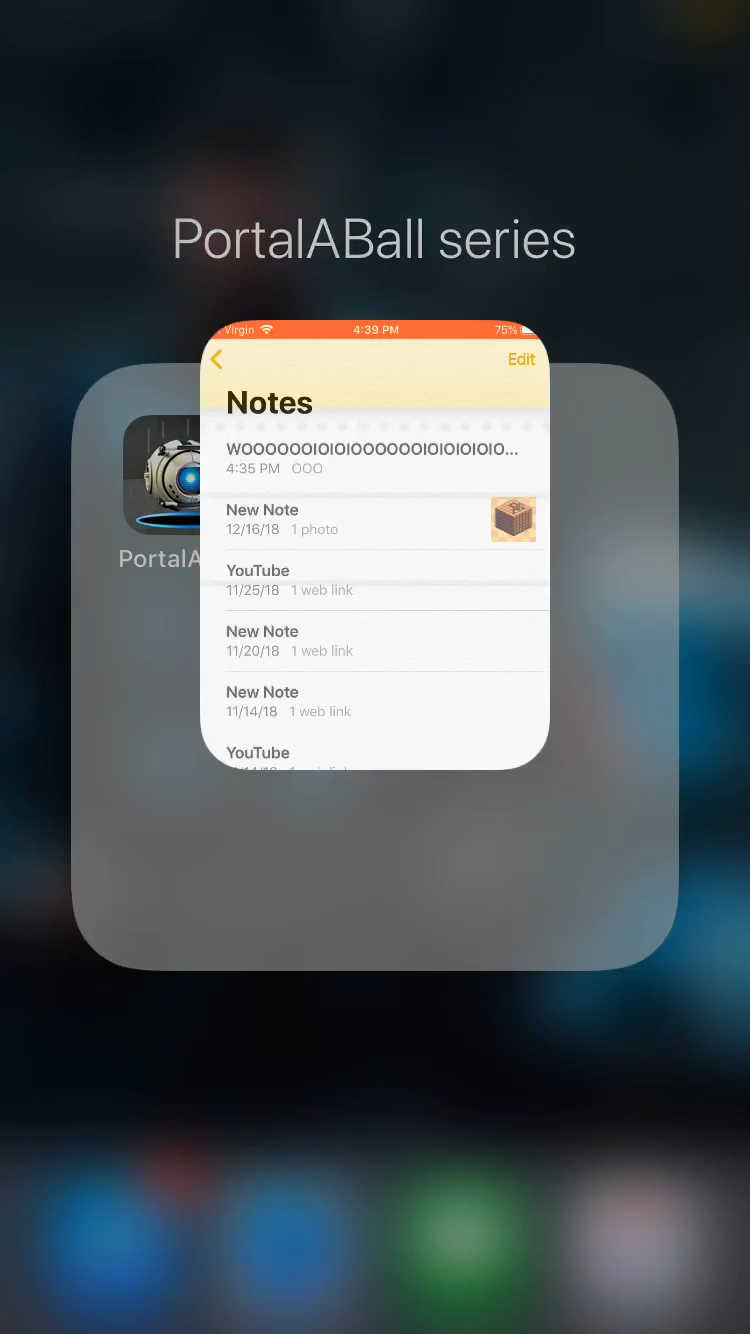 PortalABall series
Virgin 4:39 PM 75%
Edit
Notes
WOOOOOOIOIOIOOOOOOIOIOIOIOIO...
4:35 PM OOO
New Note
12/16/18 1 photo
PortalA
YouTube
11/25/18 1 web link
New Note
11/20/18 1 web link
New Note
11/14/18 1 web link
YouTube